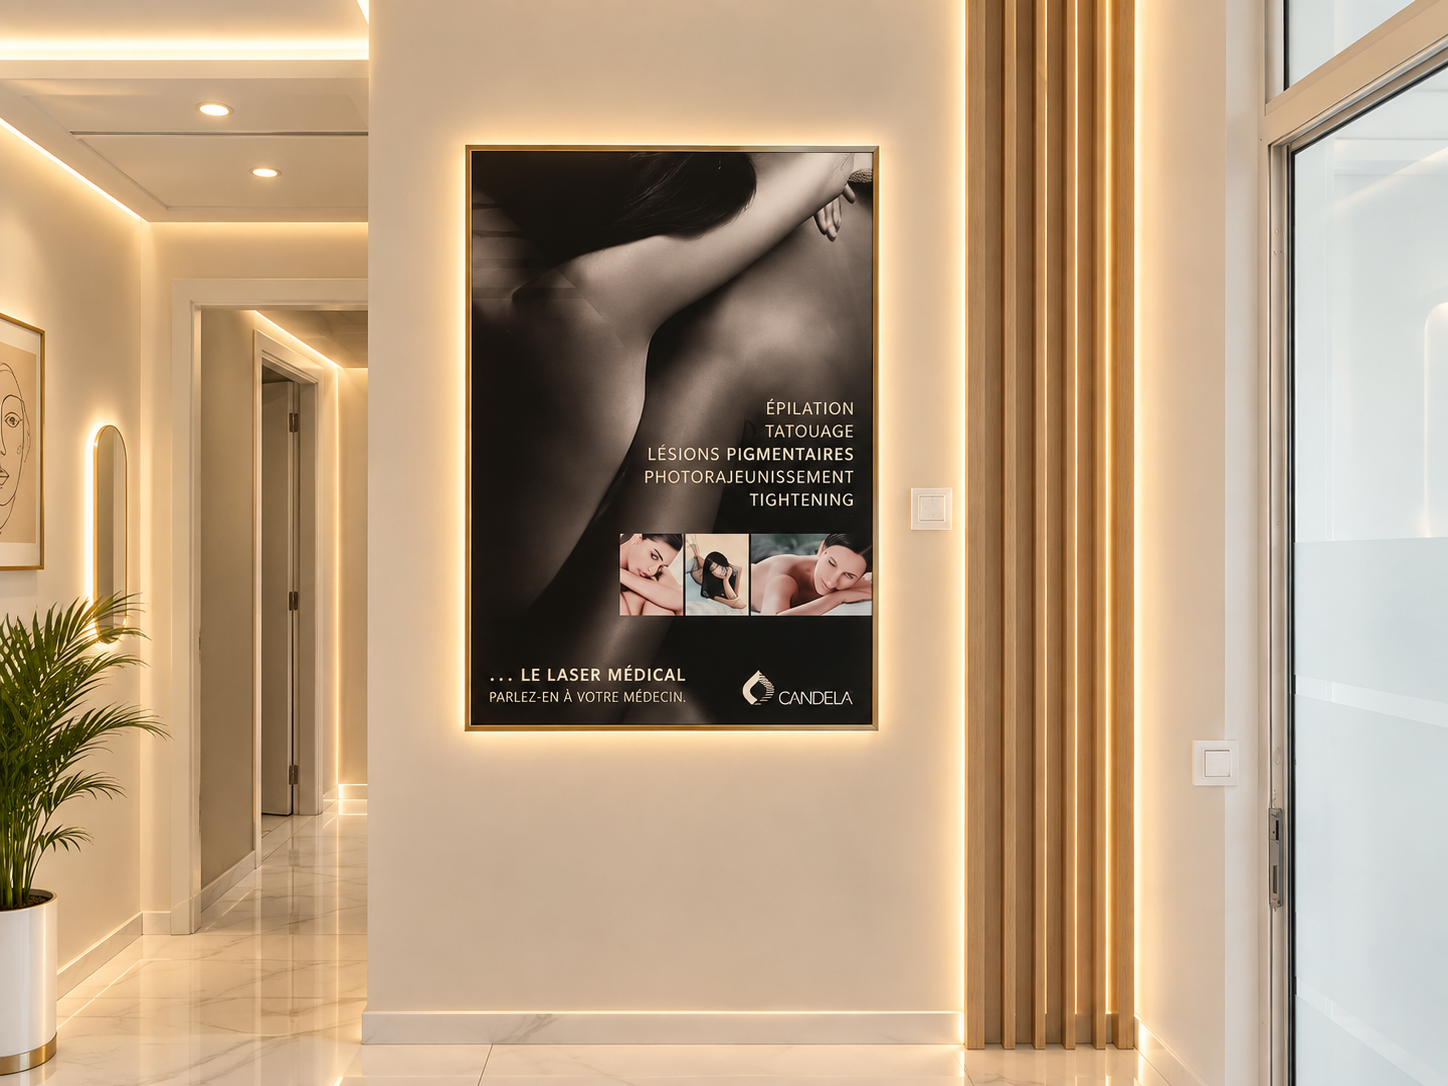 ÉPILATION
TATOUAGE
LÉSIONS PIGMENTAIRES
PHOTORAJEUNISSEMENT
TIGHTENING
... LE LASER MÉDICAL
PARLEZ-EN À VOTRE MÉDECIN.
CANDELA